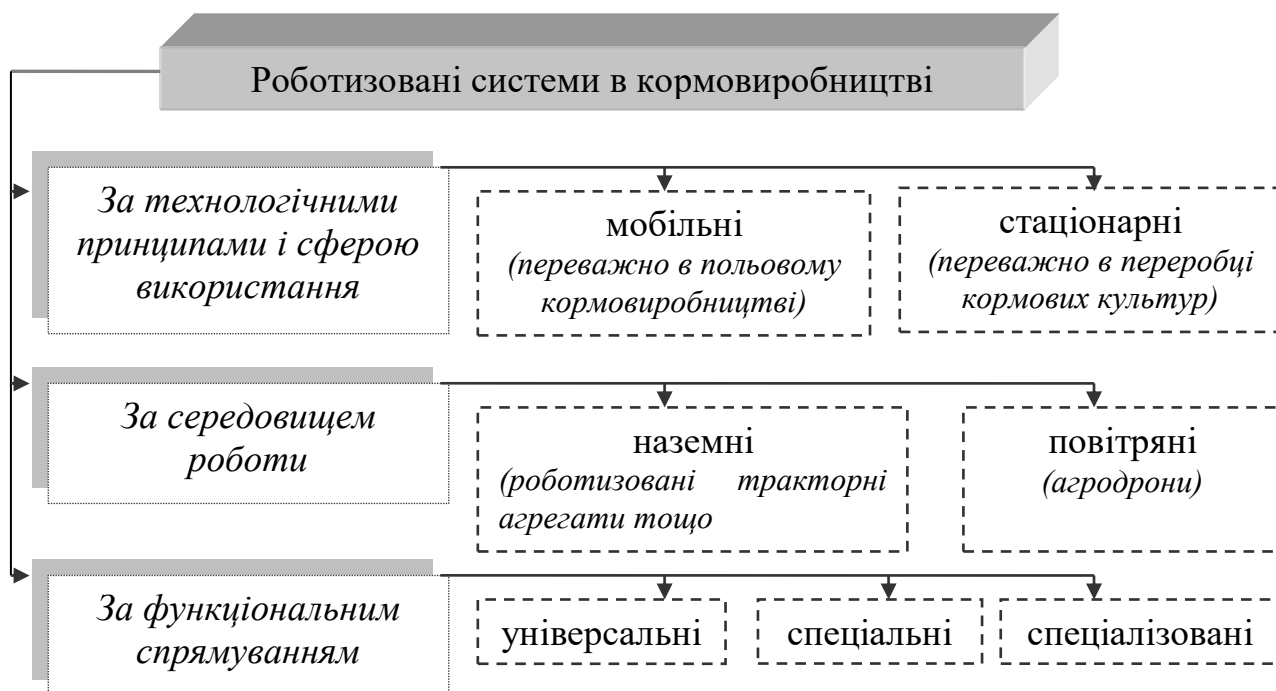 Роботизовані системи в кормовиробництві
За технологічними
принципами і сферою
використання
мобільні
(переважно в польовому
кормовиробництві)
стаціонарні
(переважно в переробці
кормових культур)
За середовищем
роботи
наземні
(роботизовані тракторні
агрегати тощо
повітряні
(агродрони)
За функціональним
спрямуванням
універсальні
спеціальні
спеціалізовані